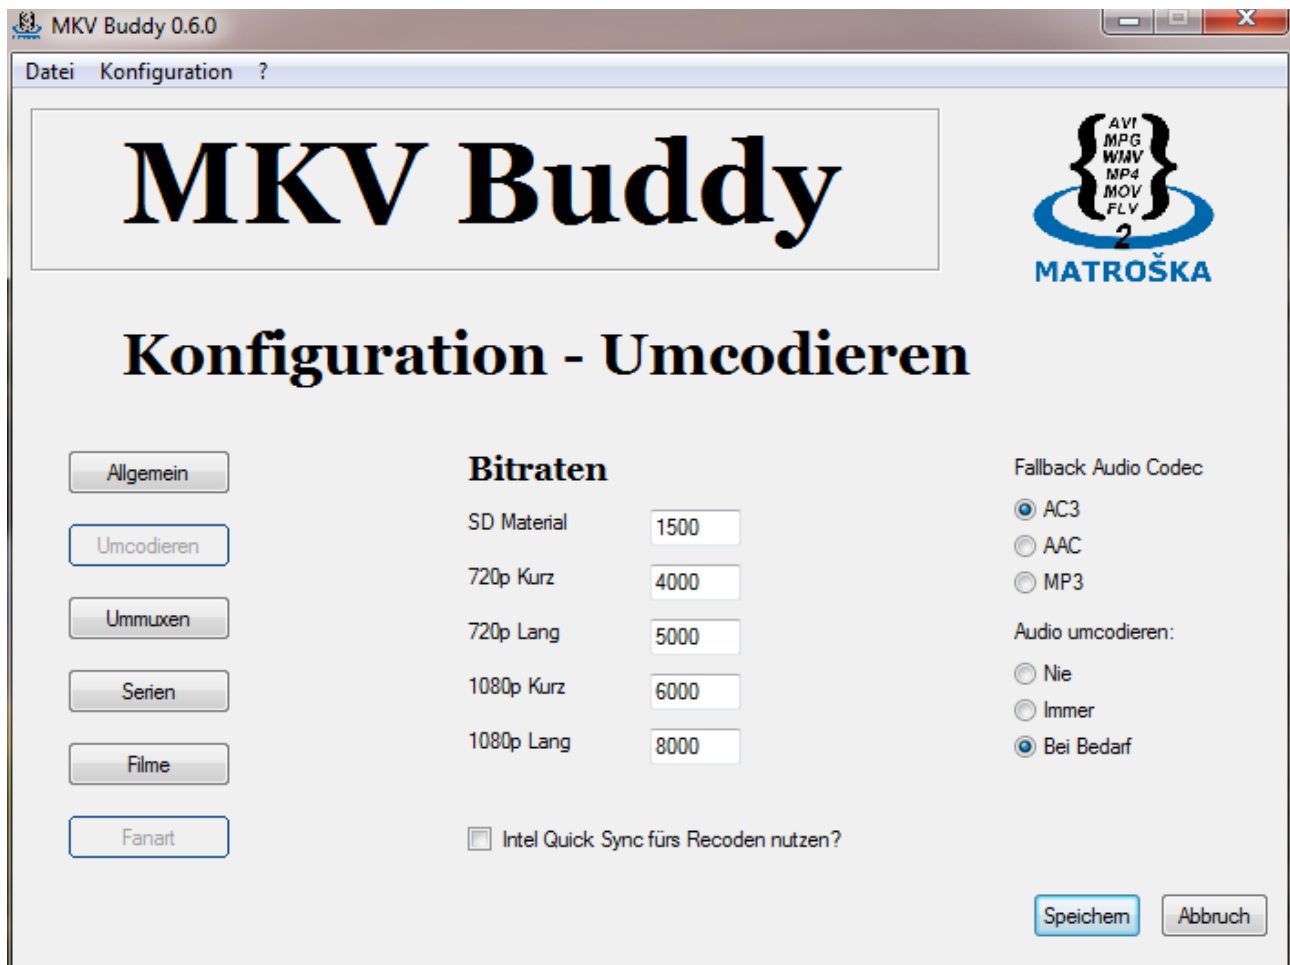 MKV Buddy 0.6.0
Datei Konfiguration ?
MKV Buddy
AVI
MPG
WMV
MP4
MOV
FLV
2
MATROŠKA
Konfiguration - Umcodieren
Allgemein
Umcodieren
Ummuxen
Serien
Filme
Fanart
Bitraten
SD Material 1500
720p Kurz 4000
720p Lang 5000
1080p Kurz 6000
1080p Lang 8000
Intel Quick Sync fürs Recoden nutzen?
Fallback Audio Codec
AC3
AAC
MP3
Audio umcodieren:
Nie
Immer
Bei Bedarf
Speichern Abbruch